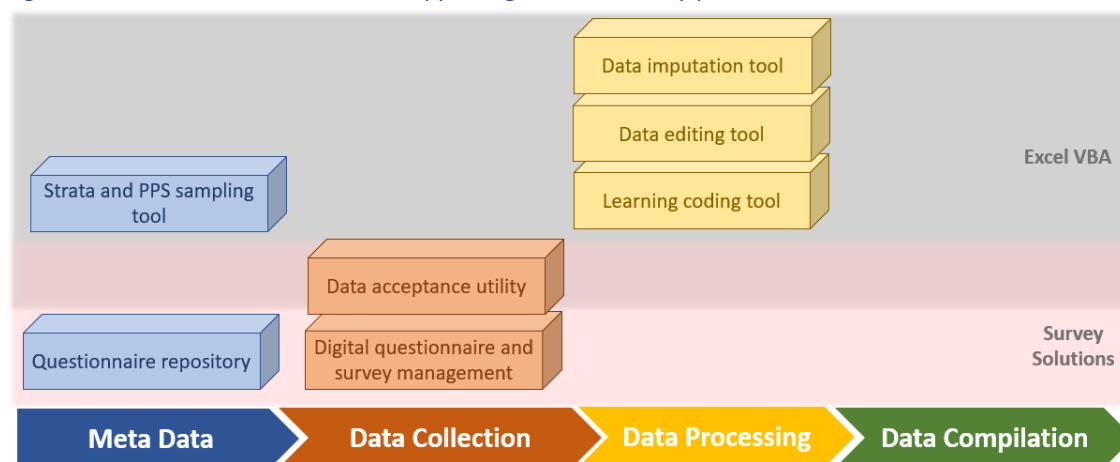 Data imputation tool
Data editing tool
Excel VBA
Strata and PPS sampling
tool
Learning coding tool
Data acceptance utility
Questionnaire repository
Digital questionnaire and
survey management
Survey
Solutions
Meta Data
Data Collection
Data Processing
Data Compilation